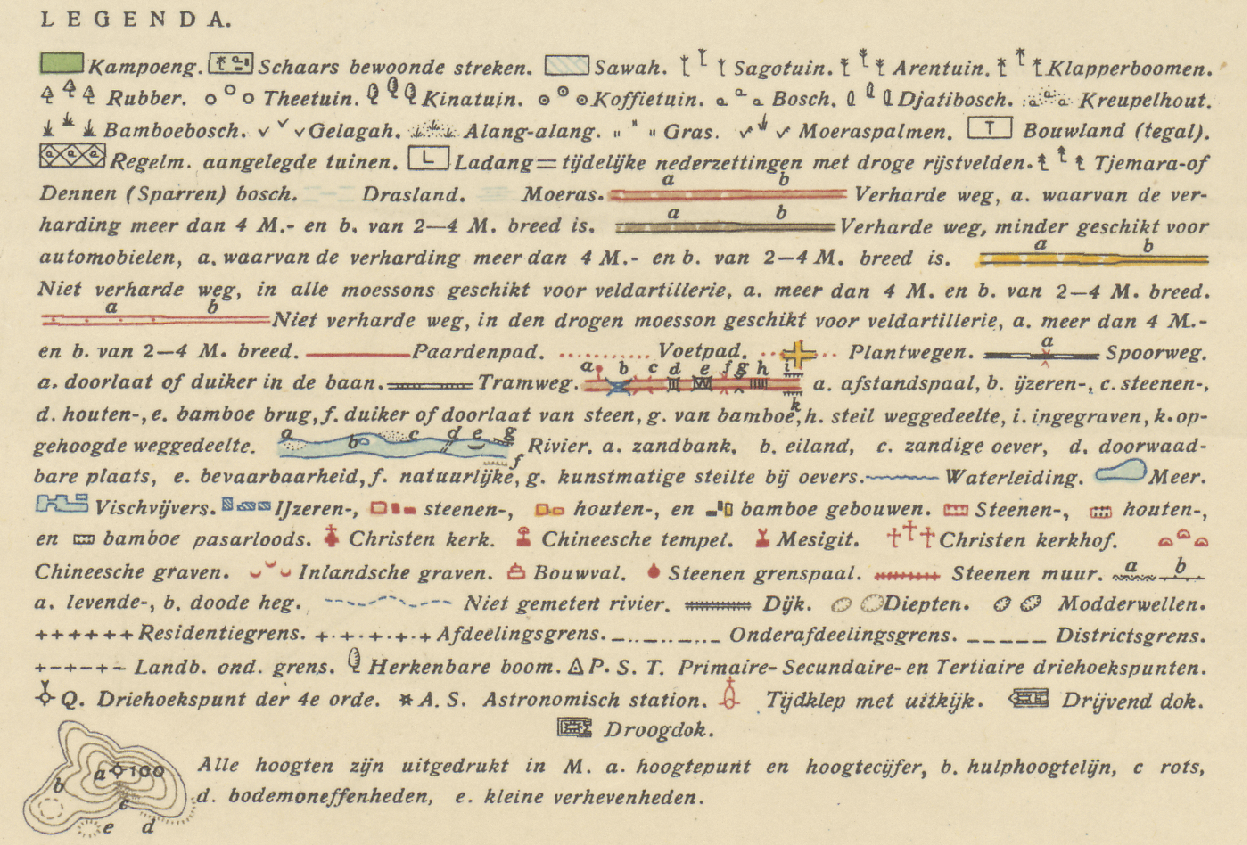 LEGENDA.
Kampoeng. Schaars bewoonde streken. Sawah. Sagotuin. Arentuin. Klapperboomen.
Rubber. Theetuin. Kinatuin. Koffietuin. Bosch. Djatibosch. Kreupelhout.
Bamboebosch. Gelagah. Alang-alang. Gras. Moeraspalmen. T Bouwland (tegal).
Regelm. aangelegde tuinen. L Ladang = tijdelijke nederzettingen met droge rijstvelden. Tjemara-of
a b
Dennen (Sparren) bosch. Drasland. Moeras. Verharde weg, a. waarvan de ver-
a b
harding meer dan 4 M.- en b. van 2—4 M. breed is. Verharde weg, minder geschikt voor
a b
automobielen, a. waarvan de verharding meer dan 4 M.- en b. van 2—4 M. breed is.
Niet verharde weg, in alle moessons geschikt voor veldartillerie, a. meer dan 4 M. en b. van 2—4 M. breed.
a b
Niet verharde weg, in den drogen moesson geschikt voor veldartillerie, a. meer dan 4 M.-
a
en b. van 2—4 M. breed. Paardenpad. Voetpad. Plantwegen. Spoorweg.
a b c d e f g h i
a. doorlaat of duiker in de baan. Tramweg. a. afstandspaal, b. ijzeren-, c. steenen-,
k
d. houten-, e. bamboe brug, f. duiker of doorlaat van steen, g. van bamboe, h. steil weggedeelte, i. ingegraven, k. op-
a b c d e g
gehoogde weggedeelte. Rivier. a. zandbank, b. eiland, c. zandige oever, d. doorwaad-
f
bare plaats, e. bevaarbaarheid, f. natuurlijke, g. kunstmatige steilte bij oevers. Waterleiding. Meer.
Vischvijvers. IJzeren-, steenen-, houten-, en bamboe gebouwen. Steenen-, houten-,
en bamboe pasarloods. Christen kerk. Chineesche tempel. Mesigit. Christen kerkhof.
a b
Chineesche graven. Inlandsche graven. Bouwval. Steenen grenspaal. Steenen muur.
a. levende-, b. doode heg. Niet gemeten rivier. Dijk. Diepten. Modderwellen.
Residentiegrens. Afdeelingsgrens. Onderafdeelingsgrens. Districtsgrens.
Landb. ond. grens. Herkenbare boom. P. S. T. Primaire- Secundaire- en Tertiaire driehoekspunten.
Q. Driehoekspunt der 4e orde. A. S. Astronomisch station. Tijdklep met uitkijk. Drijvend dok.
Droogdok.
a 100 b c e d
Alle hoogten zijn uitgedrukt in M. a. hoogtepunt en hoogtecijfer, b. hulphoogtelijn, c rots,
d. bodemoneffenheden, e. kleine verhevenheden.